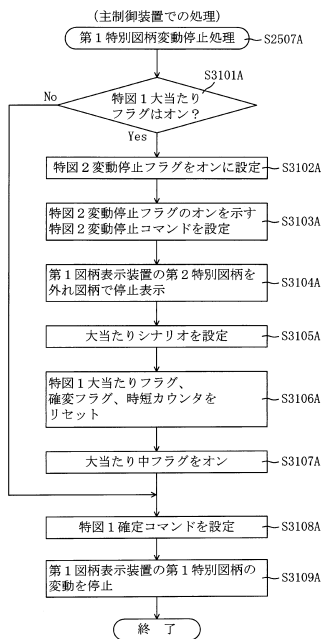 (主制御装置での処理)
第1特別図柄変動停止処理
S2507A
S3101A
特図1大当たり
フラグはオン?
No
Yes
特図2変動停止フラグをオンに設定
S3102A
特図2変動停止フラグのオンを示す
特図2変動停止コマンドを設定
S3103A
第1図柄表示装置の第2特別図柄を
外れ図柄で停止表示
S3104A
大当たりシナリオを設定
S3105A
特図1大当たりフラグ、
確変フラグ、時短カウンタを
リセット
S3106A
大当たり中フラグをオン
S3107A
特図1確定コマンドを設定
S3108A
第1図柄表示装置の第1特別図柄の
変動を停止
S3109A
終 了